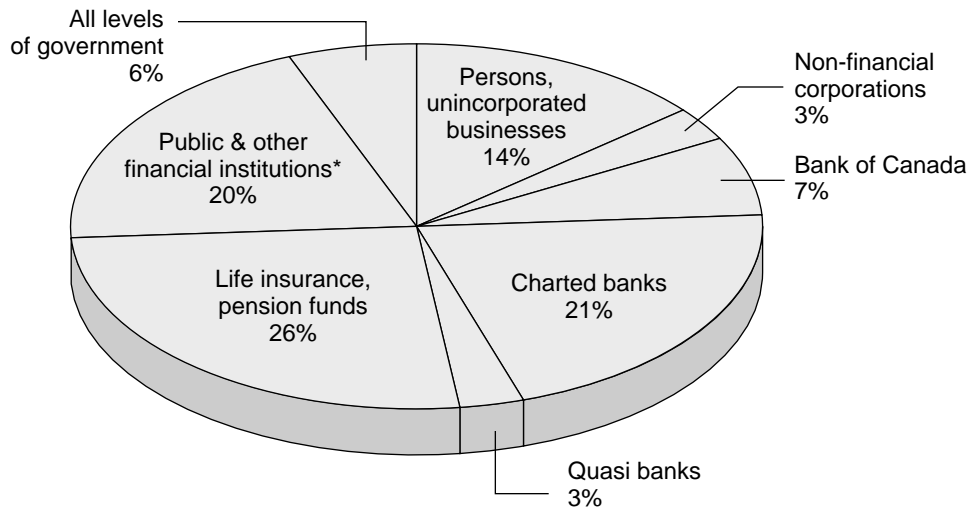 All levels
of government
6%
Persons,
unincorporated
businesses
14%
Non-financial
corporations
3%
Bank of Canada
7%
Public & other
financial institutions*
20%
Life insurance,
pension funds
26%
Charted banks
21%
Quasi banks
3%